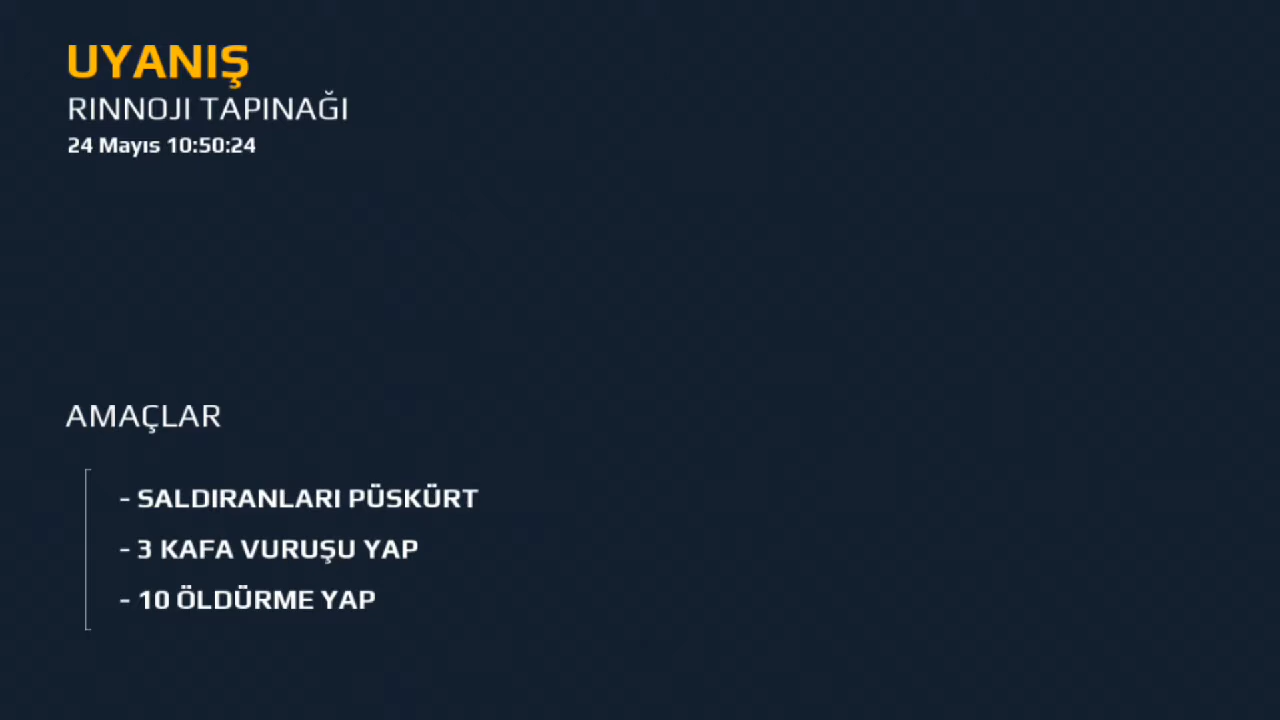 UYANIŞ
RINNOJI TAPINAĞI
24 Mayıs 10:50:24
AMAÇLAR
- SALDIRANLARI PÜSKÜRT
- 3 KAFA VURUŞU YAP
- 10 ÖLDÜRME YAP